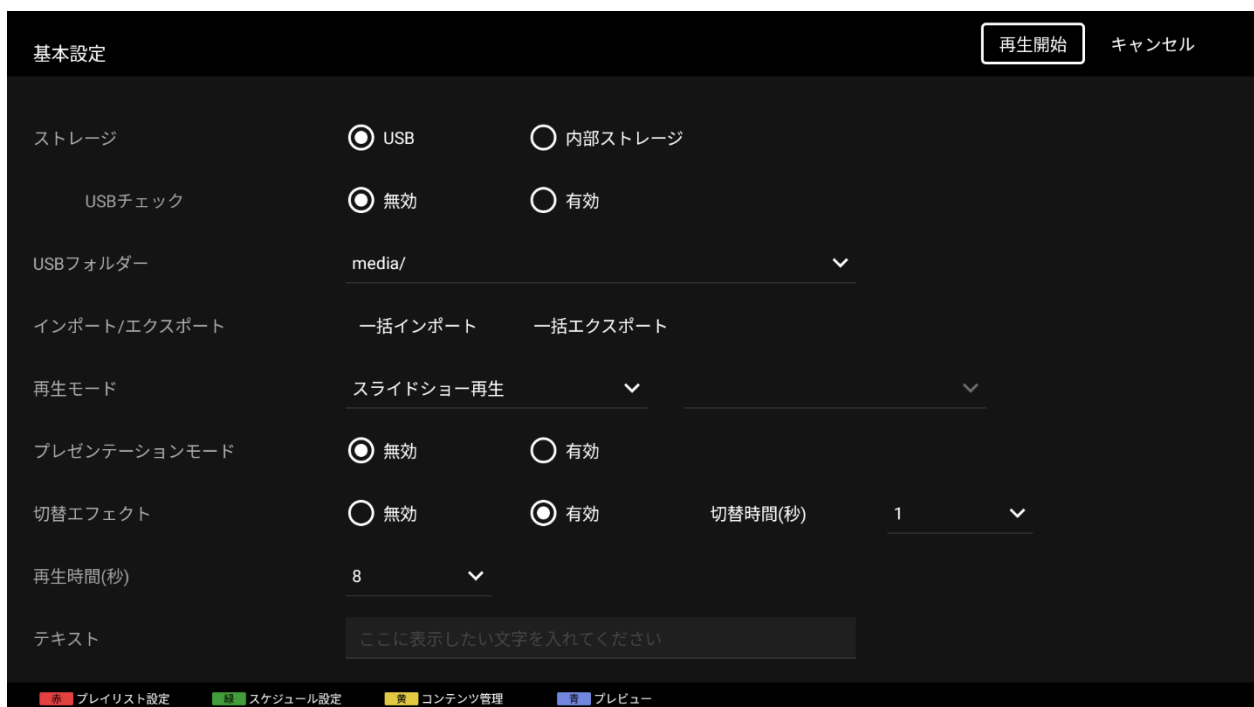 基本設定 再生開始 キャンセル
ストレージ USB 内部ストレージ
USBチェック 無効 有効
USBフォルダー media/
インポート/エクスポート 一括インポート 一括エクスポート
再生モード スライドショー再生
プレゼンテーションモード 無効 有効
切替エフェクト 無効 有効 切替時間(秒) 1
再生時間(秒) 8
テキスト ここに表示したい文字を入れてください
赤 プレイリスト設定 緑 スケジュール設定 黄 コンテンツ管理 青 プレビュー